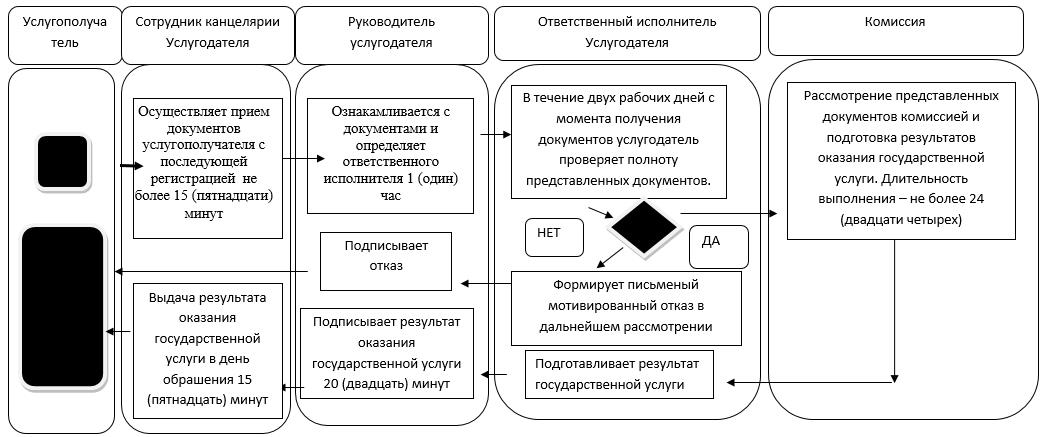 Услугополуча
тель
Сотрудник канцелярии
Услугодателя
Руководитель
услугодателя
Ответственный исполнитель
Услугодателя
Комиссия
Осуществляет прием
документов
услугополучателя с
последующей
регистрацией не
более 15 (пятнадцати)
минут
Ознакамливается с
документами и
определяет
ответственного
исполнителя 1 (один)
час
В течение двух рабочих дней с
момента получения
документов услугодатель
проверяет полноту
представленных документов.
Рассмотрение представленных
документов комиссией и
подготовка результатов
оказания государственной
услуги. Длительность
выполнения – не более 24
(двадцати четырех)
НЕТ
ДА
Подписывает
отказ
Формирует письменый
мотивированный отказ в
дальнейшем рассмотрении
Выдача результата
оказания
государственной
услуги в день
обрашения 15
(пятнадцать) минут
Подписывает результат
оказания
государственной услуги
20 (двадцать) минут
Подготавливает результат
государственной услуги